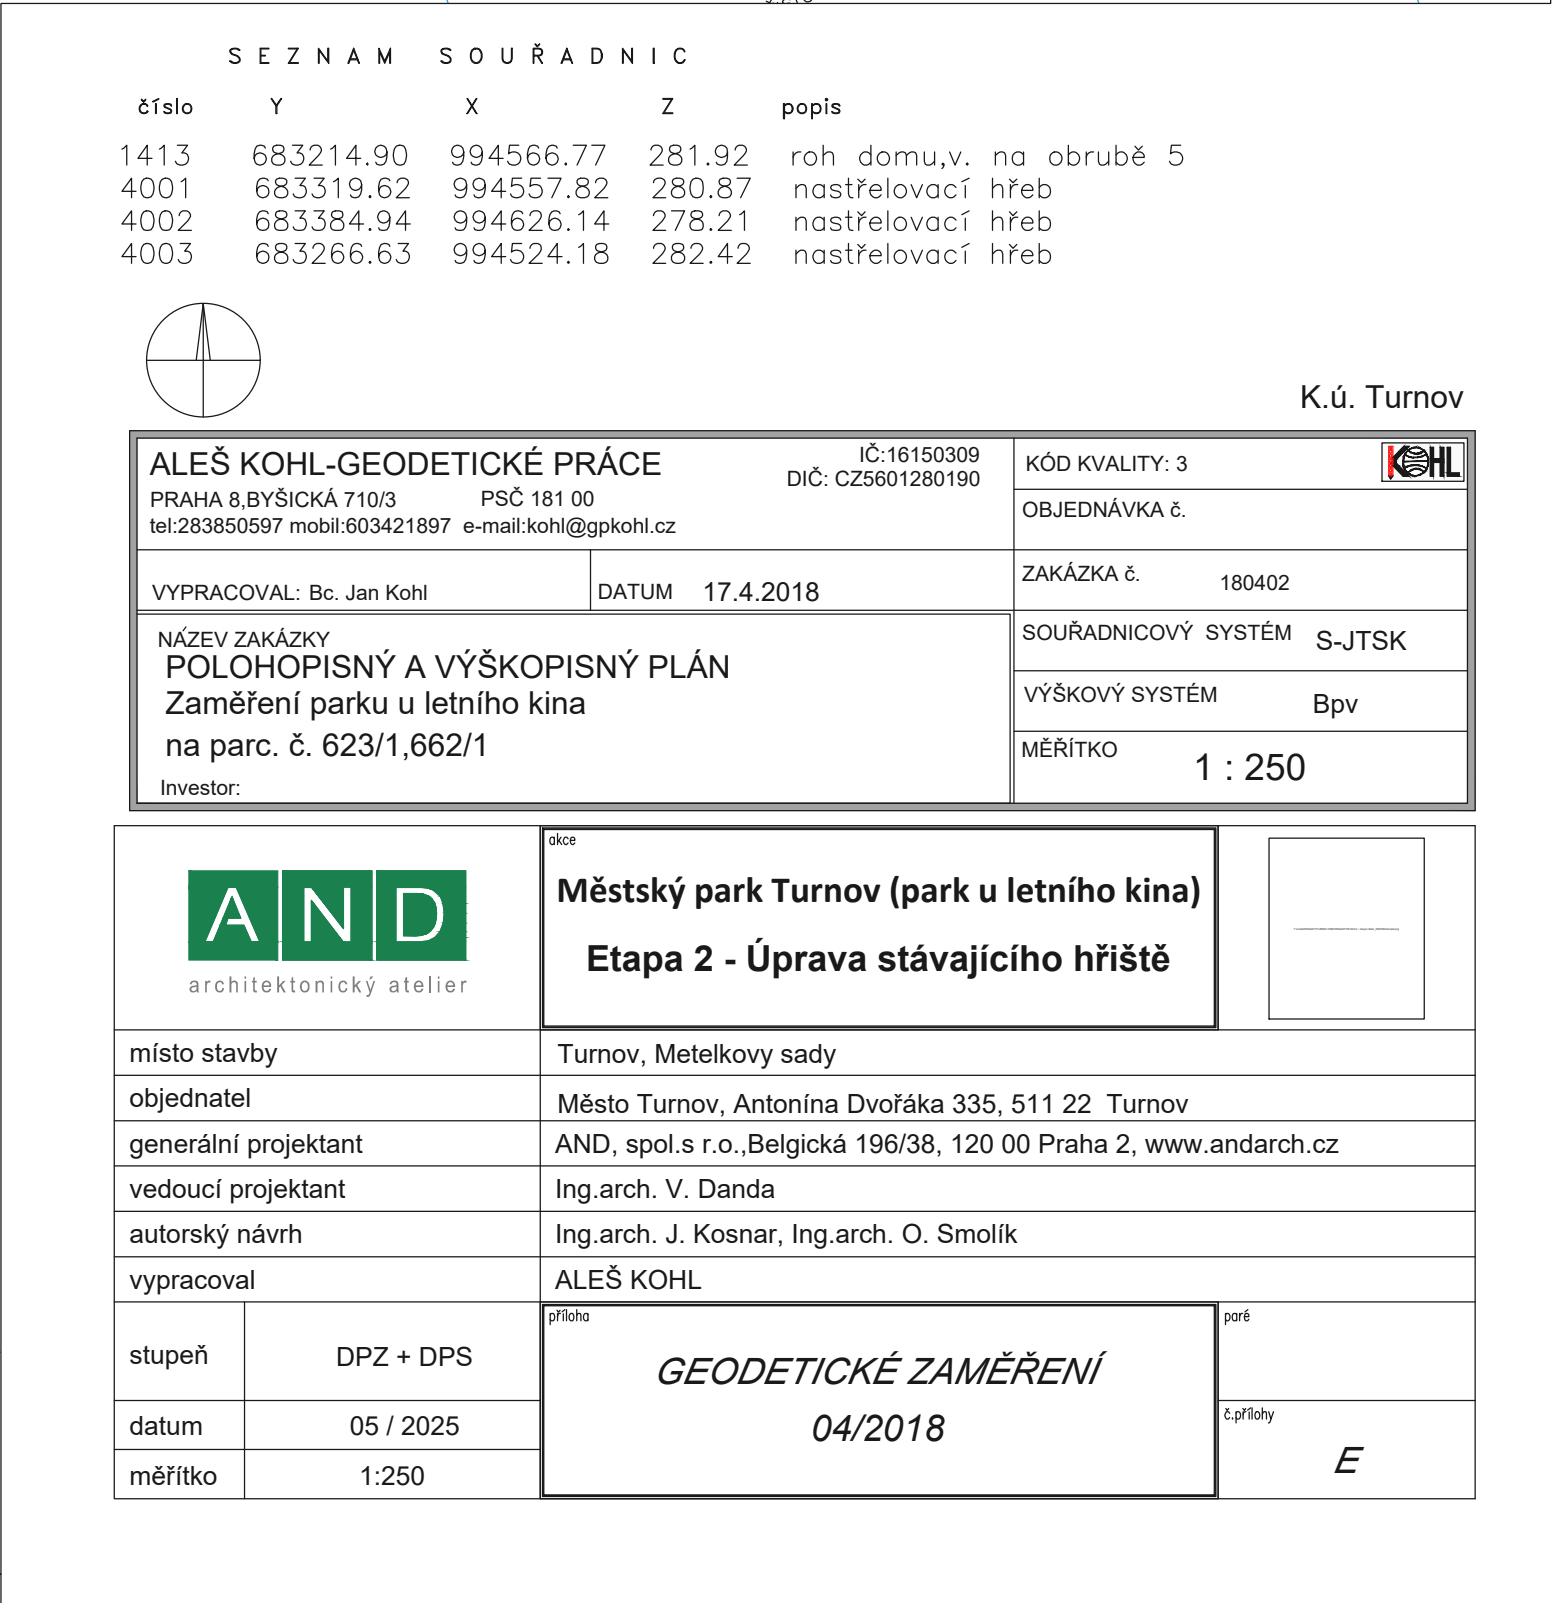 SEZNAM SOUŘADNIC
číslo Y X Z popis
1413 683214.90 994566.77 281.92 roh domu,v. na obrubě 5
4001 683319.62 994557.82 280.87 nastřelovací hřeb
4002 683384.94 994626.14 278.21 nastřelovací hřeb
4003 683266.63 994524.18 282.42 nastřelovací hřeb
K.ú. Turnov
ALEŠ KOHL-GEODETICKÉ PRÁCE
IČ:16150309
DIČ: CZ5601280190
PRAHA 8,BYŠICKÁ 710/3 PSČ 181 00
tel:283850597 mobil:603421897 e-mail:kohl@gpkohl.cz
KÓD KVALITY: 3
KOHL
OBJEDNÁVKA č.
VYPRACOVAL: Bc. Jan Kohl
DATUM 17.4.2018
ZAKÁZKA č. 180402
NÁZEV ZAKÁZKY
POLOHOPISNÝ A VÝŠKOPISNÝ PLÁN
Zaměření parku u letního kina
na parc. č. 623/1,662/1
Investor:
SOUŘADNICOVÝ SYSTÉM S-JTSK
VÝŠKOVÝ SYSTÉM Bpv
MĚŘÍTKO 1 : 250
AND
architektonický atelier
akce
Městský park Turnov (park u letního kina)
Etapa 2 - Úprava stávajícího hřiště
místo stavby Turnov, Metelkovy sady
objednatel Město Turnov, Antonína Dvořáka 335, 511 22 Turnov
generální projektant AND, spol.s r.o.,Belgická 196/38, 120 00 Praha 2, www.andarch.cz
vedoucí projektant Ing.arch. V. Danda
autorský návrh Ing.arch. J. Kosnar, Ing.arch. O. Smolík
vypracoval ALEŠ KOHL
stupeň DPZ + DPS
datum 05 / 2025
měřítko 1:250
příloha
GEODETICKÉ ZAMĚŘENÍ
04/2018
paré
č.přílohy
E